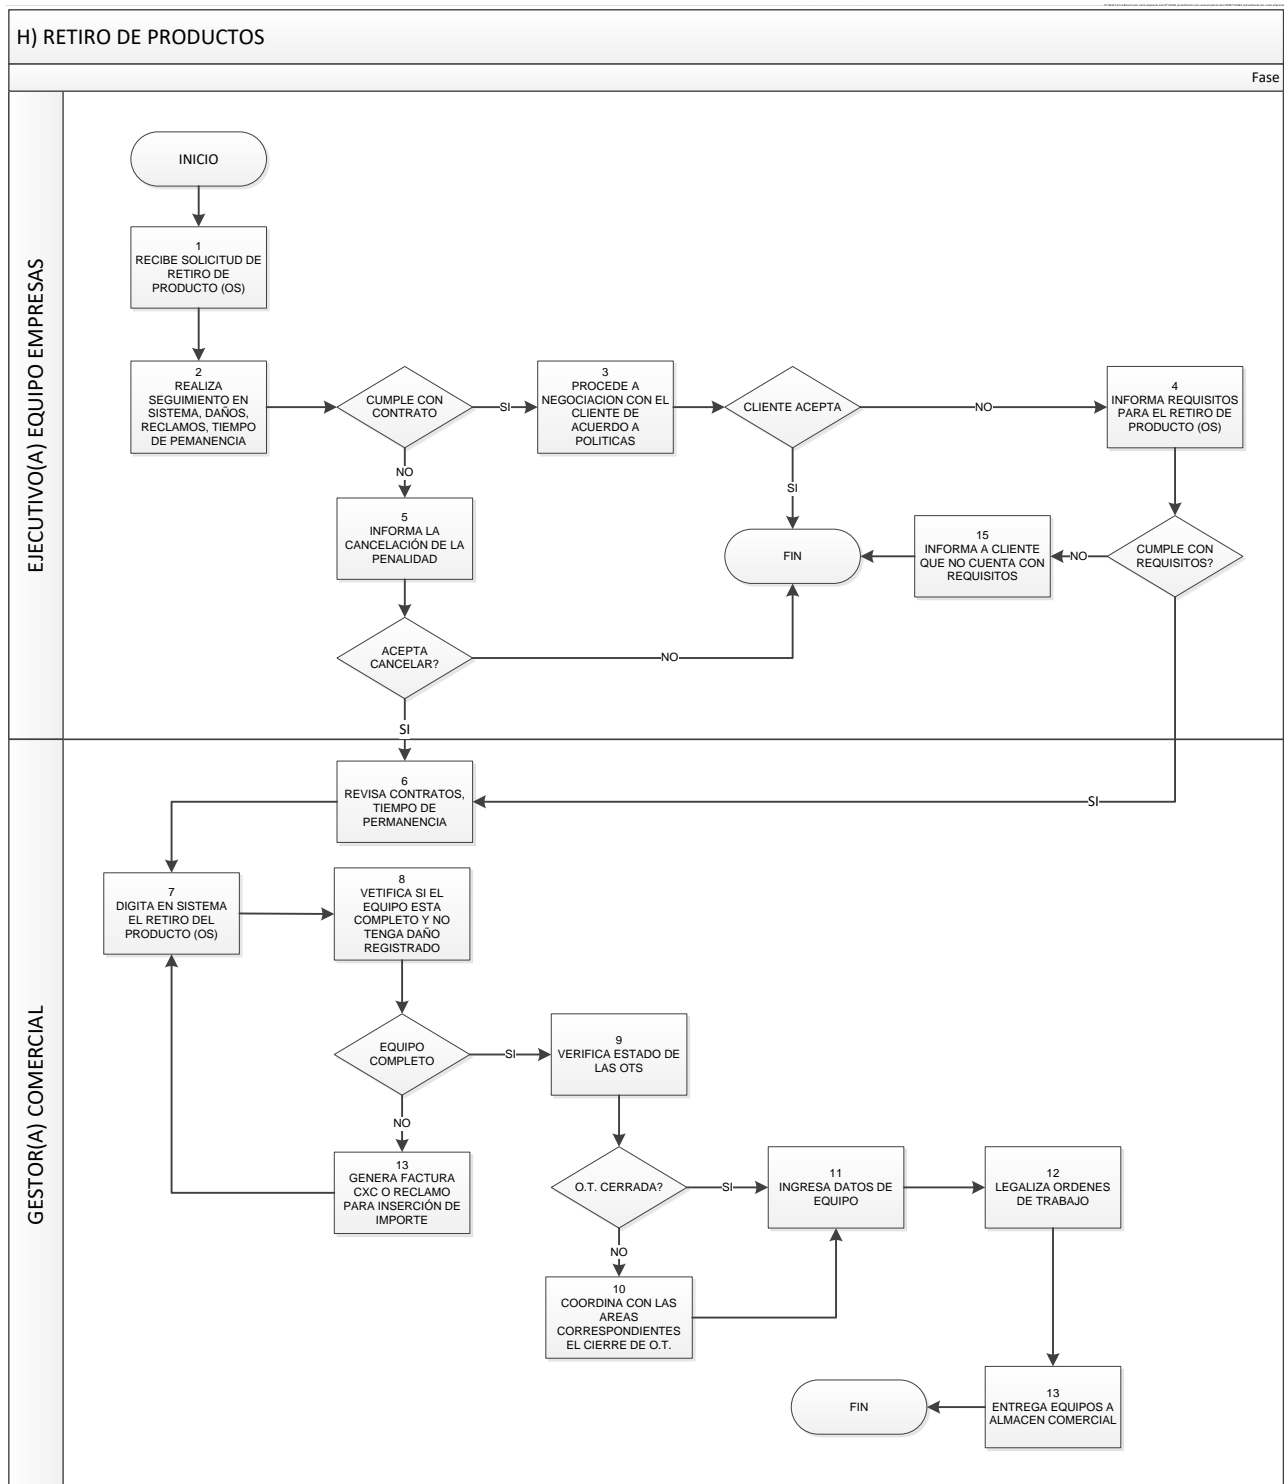 H) RETIRO DE PRODUCTOS
Fase
EJECUTIVO(A) EQUIPO EMPRESAS
INICIO
1
RECIBE SOLICITUD DE
RETIRO DE
PRODUCTO (OS)
2
REALIZA
SEGUIMIENTO EN
SISTEMA, DAÑOS,
RECLAMOS, TIEMPO
DE PEMANENCIA
CUMPLE CON
CONTRATO
SI
3
PROCEDE A
NEGOCIACION CON EL
CLIENTE DE
ACUERDO A
POLITICAS
CLIENTE ACEPTA
NO
4
INFORMA REQUISITOS
PARA EL RETIRO DE
PRODUCTO (OS)
NO
SI
5
INFORMA LA
CANCELACIÓN DE LA
PENALIDAD
FIN
15
INFORMA A CLIENTE
QUE NO CUENTA CON
REQUISITOS
NO
CUMPLE CON
REQUISITOS?
ACEPTA
CANCELAR?
NO
SI
GESTOR(A) COMERCIAL
6
REVISA CONTRATOS,
TIEMPO DE
PERMANENCIA
SI
7
DIGITA EN SISTEMA
EL RETIRO DEL
PRODUCTO (OS)
8
VETIFICA SI EL
EQUIPO ESTA
COMPLETO Y NO
TENGA DAÑO
REGISTRADO
EQUIPO
COMPLETO
SI
9
VERIFICA ESTADO DE
LAS OTS
NO
13
GENERA FACTURA
CXC O RECLAMO
PARA INSERCIÓN DE
IMPORTE
O.T. CERRADA?
SI
11
INGRESA DATOS DE
EQUIPO
12
LEGALIZA ORDENES
DE TRABAJO
NO
10
COORDINA CON LAS
AREAS
CORRESPONDIENTES
EL CIERRE DE O.T.
FIN
13
ENTREGA EQUIPOS A
ALMACEN COMERCIAL